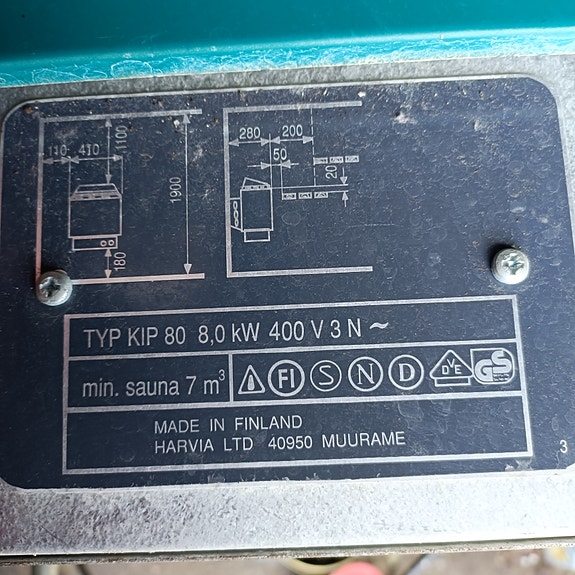 110 410 1100
1900
180
280 200
50
20
TYP KIP 80 8,0 kW 400 V 3 N ~
min. sauna 7 m³ FI S N D VDE GS
MADE IN FINLAND
HARVIA LTD 40950 MUURAME
3